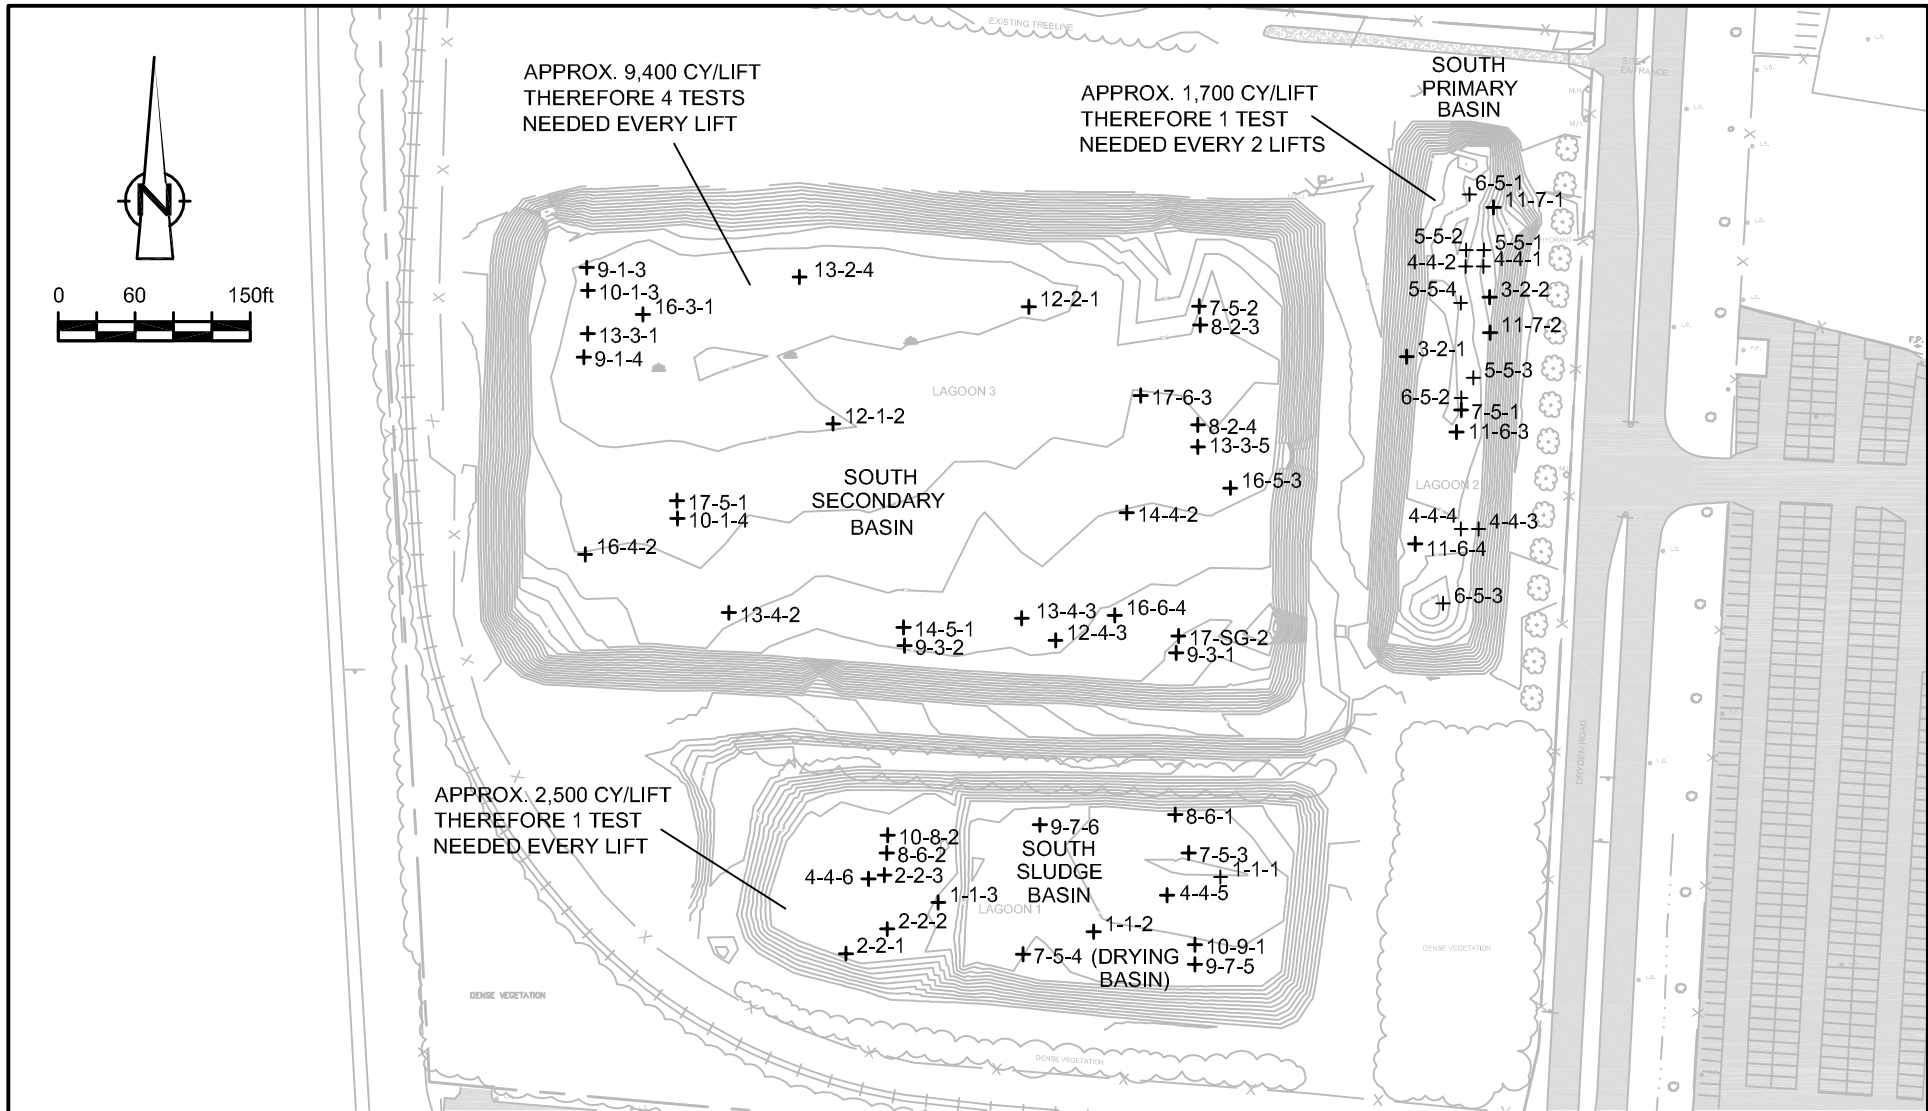 EXISTING TREELINE
SITE
ENTRANCE
SOUTH
PRIMARY
BASIN
APPROX. 9,400 CY/LIFT
THEREFORE 4 TESTS
NEEDED EVERY LIFT
APPROX. 1,700 CY/LIFT
THEREFORE 1 TEST
NEEDED EVERY 2 LIFTS
N
0 60 150ft
6-5-1
11-7-1
5-5-2
5-5-1
HYDRANT
4-4-2
4-4-1
5-5-4
3-2-2
11-7-2
3-2-1
5-5-3
6-5-2
7-5-1
11-6-3
LAGOON 2
4-4-4
4-4-3
11-6-4
6-5-3
9-1-3
10-1-3
16-3-1
13-3-1
9-1-4
13-2-4
12-2-1
7-5-2
8-2-3
LAGOON 3
17-6-3
12-1-2
8-2-4
13-3-5
SOUTH
SECONDARY
BASIN
16-5-3
17-5-1
10-1-4
14-4-2
16-4-2
13-4-2
14-5-1
9-3-2
13-4-3
12-4-3
16-6-4
17-SG-2
9-3-1
F.P.
DRYDEN ROAD
APPROX. 2,500 CY/LIFT
THEREFORE 1 TEST
NEEDED EVERY LIFT
10-8-2
8-6-2
4-4-6
2-2-3
1-1-3
2-2-2
2-2-1
9-7-6
SOUTH
SLUDGE
BASIN
LAGOON 1
8-6-1
7-5-3
1-1-1
4-4-5
1-1-2
7-5-4
(DRYING
BASIN)
10-9-1
9-7-5
DENSE VEGETATION
DENSE VEGETATION
DENSE VEGETATION